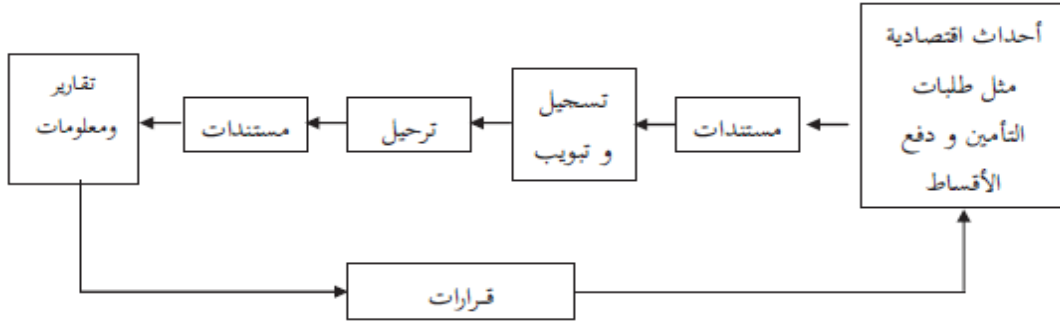 أحداث اقتصادية
مثل طلبات
التأمين و دفع
الأقساط
مستندات
تسجيل
و تبويب
ترحيل
مستندات
تقارير
ومعلومات
قرارات